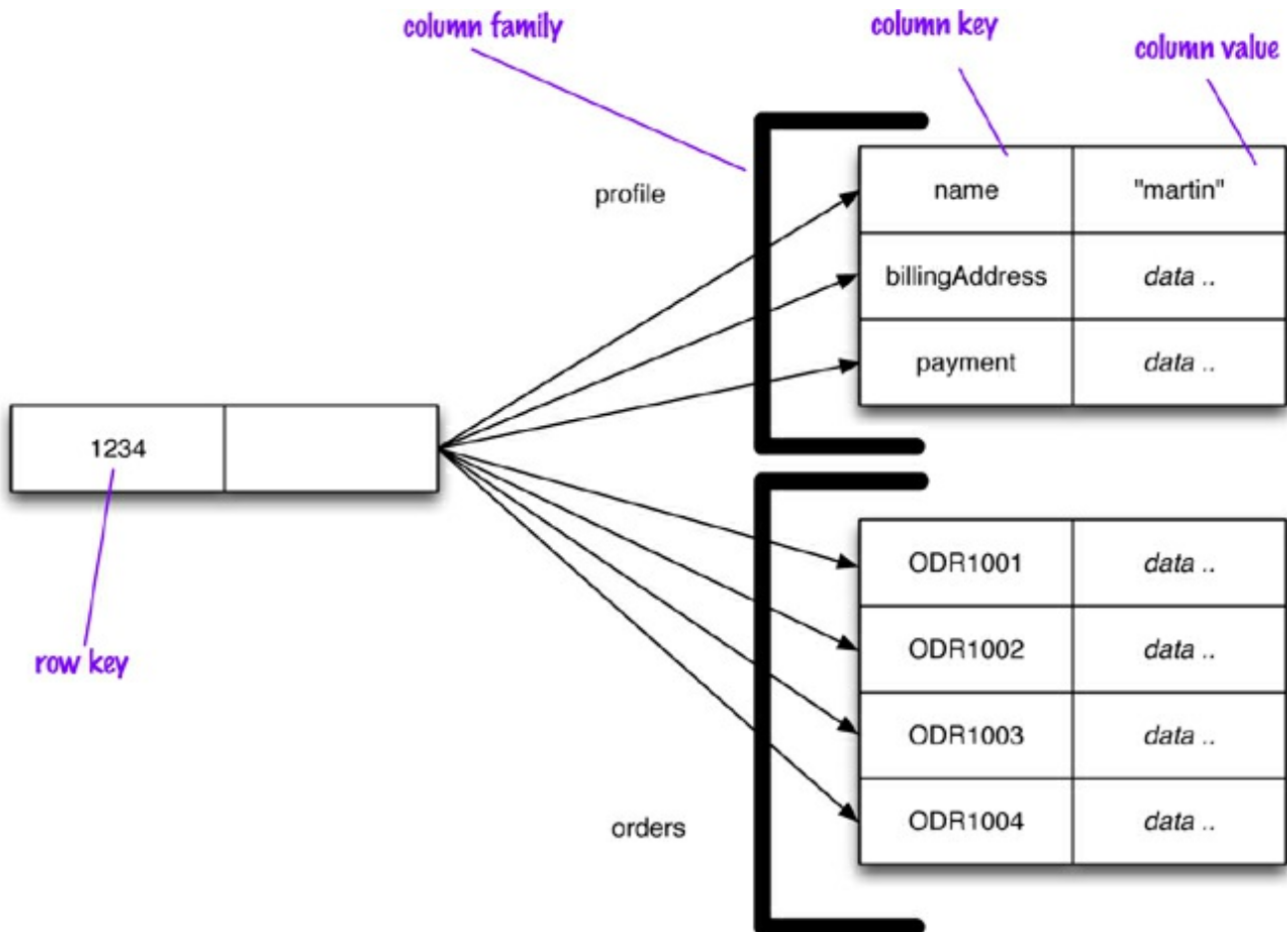 column family
column key
column value
profile
name
"martin"
billingAddress
data ..
payment
data ..
1234
row key
ODR1001
data ..
ODR1002
data ..
ODR1003
data ..
ODR1004
data ..
orders